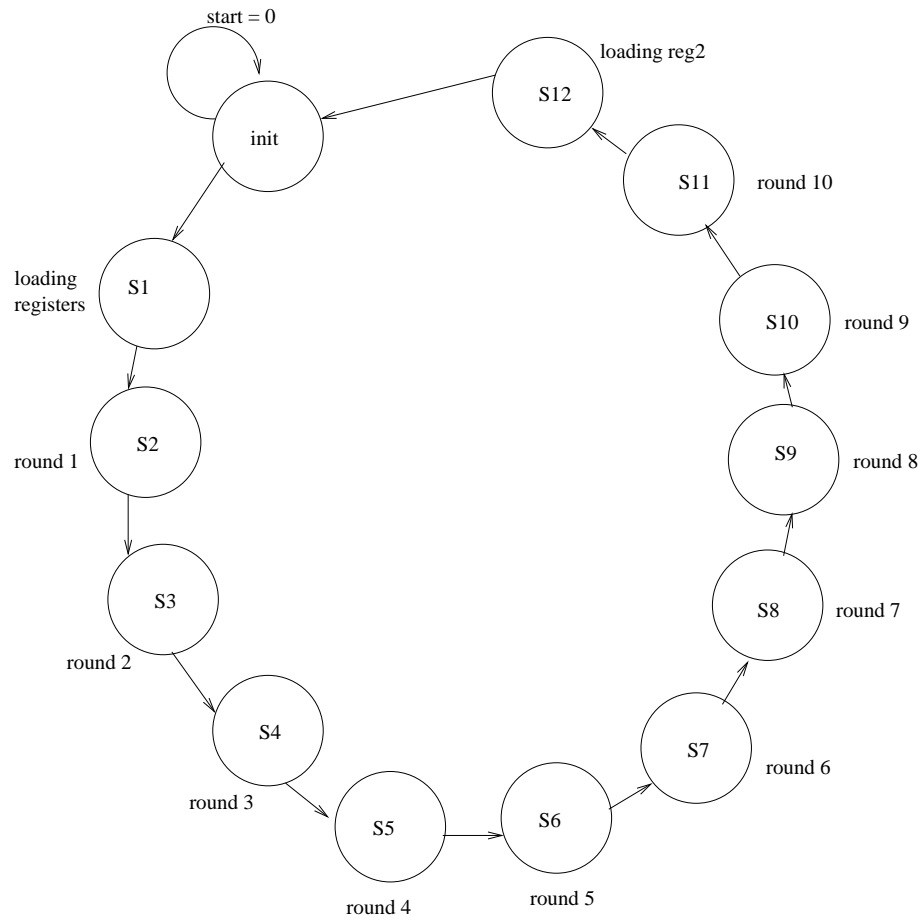 start = 0
loading reg2
S12
init
S11
round 10
S1
loading
registers
S10
round 9
S2
round 1
S9
round 8
S3
round 2
S8
round 7
S4
round 3
S7
round 6
S5
S6
round 4
round 5